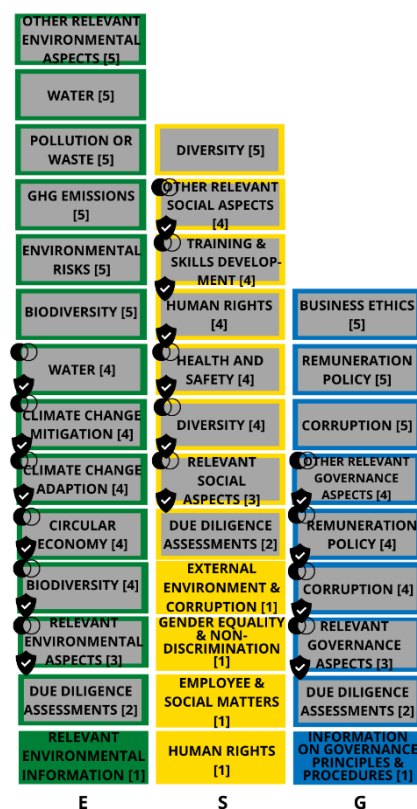 OTHER RELEVANT
ENVIRONMENTAL
ASPECTS [5]
WATER [5]
POLLUTION OR
WASTE [5]
GHG EMISSIONS
[5]
ENVIRONMENTAL
RISKS [5]
BIODIVERSITY [5]
WATER [4]
CLIMATE CHANGE
MITIGATION [4]
CLIMATE CHANGE
ADAPTION [4]
CIRCULAR
ECONOMY [4]
BIODIVERSITY [4]
RELEVANT
ENVIRONMENTAL
ASPECTS [3]
DUE DILIGENCE
ASSESSMENTS [2]
RELEVANT
ENVIRONMENTAL
INFORMATION [1]
E
DIVERSITY [5]
OTHER RELEVANT
SOCIAL ASPECTS
[4]
TRAINING &
SKILLS DEVELOP-
MENT [4]
HUMAN RIGHTS
[4]
HEALTH AND
SAFETY [4]
DIVERSITY [4]
RELEVANT
SOCIAL
ASPECTS [3]
DUE DILIGENCE
ASSESSMENTS [2]
EXTERNAL
ENVIRONMENT &
CORRUPTION [1]
GENDER EQUALITY
& NON-
DISCRIMINATION
[1]
EMPLOYEE &
SOCIAL MATTERS
[1]
HUMAN RIGHTS
[1]
S
BUSINESS ETHICS
[5]
REMUNERATION
POLICY [5]
CORRUPTION [5]
OTHER RELEVANT
GOVERNANCE
ASPECTS [4]
REMUNERATION
POLICY [4]
CORRUPTION [4]
RELEVANT
GOVERNANCE
ASPECTS [3]
DUE DILIGENCE
ASSESSMENTS [2]
INFORMATION
ON GOVERNANCE
PRINCIPLES &
PROCEDURES [1]
G